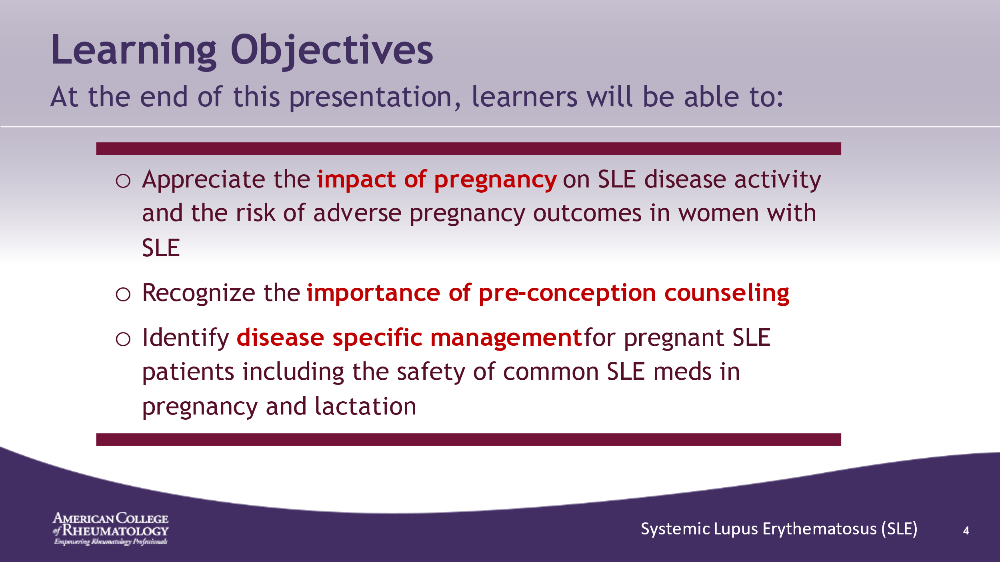 Learning Objectives
At the end of this presentation, learners will be able to:
○ Appreciate the impact of pregnancy on SLE disease activity
and the risk of adverse pregnancy outcomes in women with
SLE
○ Recognize the importance of pre-conception counseling
○ Identify disease specific management for pregnant SLE
patients including the safety of common SLE meds in
pregnancy and lactation
AMERICAN COLLEGE
of RHEUMATOLOGY
Empowering Rheumatology Professionals
Systemic Lupus Erythematosus (SLE)
4